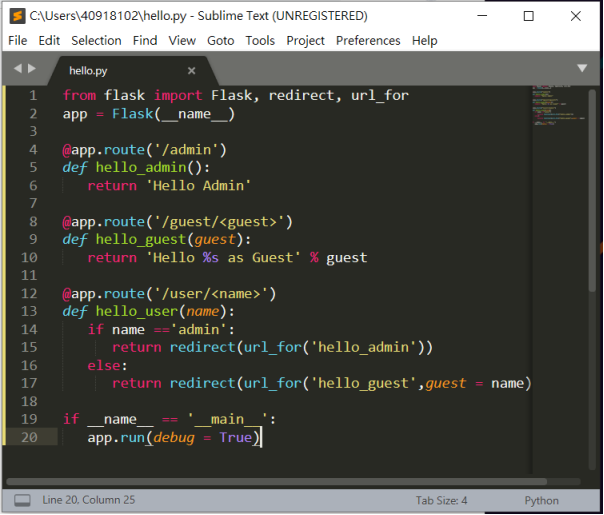 C:\Users\40918102\hello.py - Sublime Text (UNREGISTERED)
File Edit Selection Find View Goto Tools Project Preferences Help
hello.py
1 from flask import Flask, redirect, url_for
2 app = Flask(__name__)
3
4 @app.route('/admin')
5 def hello_admin():
6    return 'Hello Admin'
7
8 @app.route('/guest/<guest>')
9 def hello_guest(guest):
10    return 'Hello %s as Guest' % guest
11
12 @app.route('/user/<name>')
13 def hello_user(name):
14    if name =='admin':
15       return redirect(url_for('hello_admin'))
16    else:
17       return redirect(url_for('hello_guest',guest = name)
18
19 if __name__ == '__main__':
20    app.run(debug = True)
Line 20, Column 25 Tab Size: 4 Python